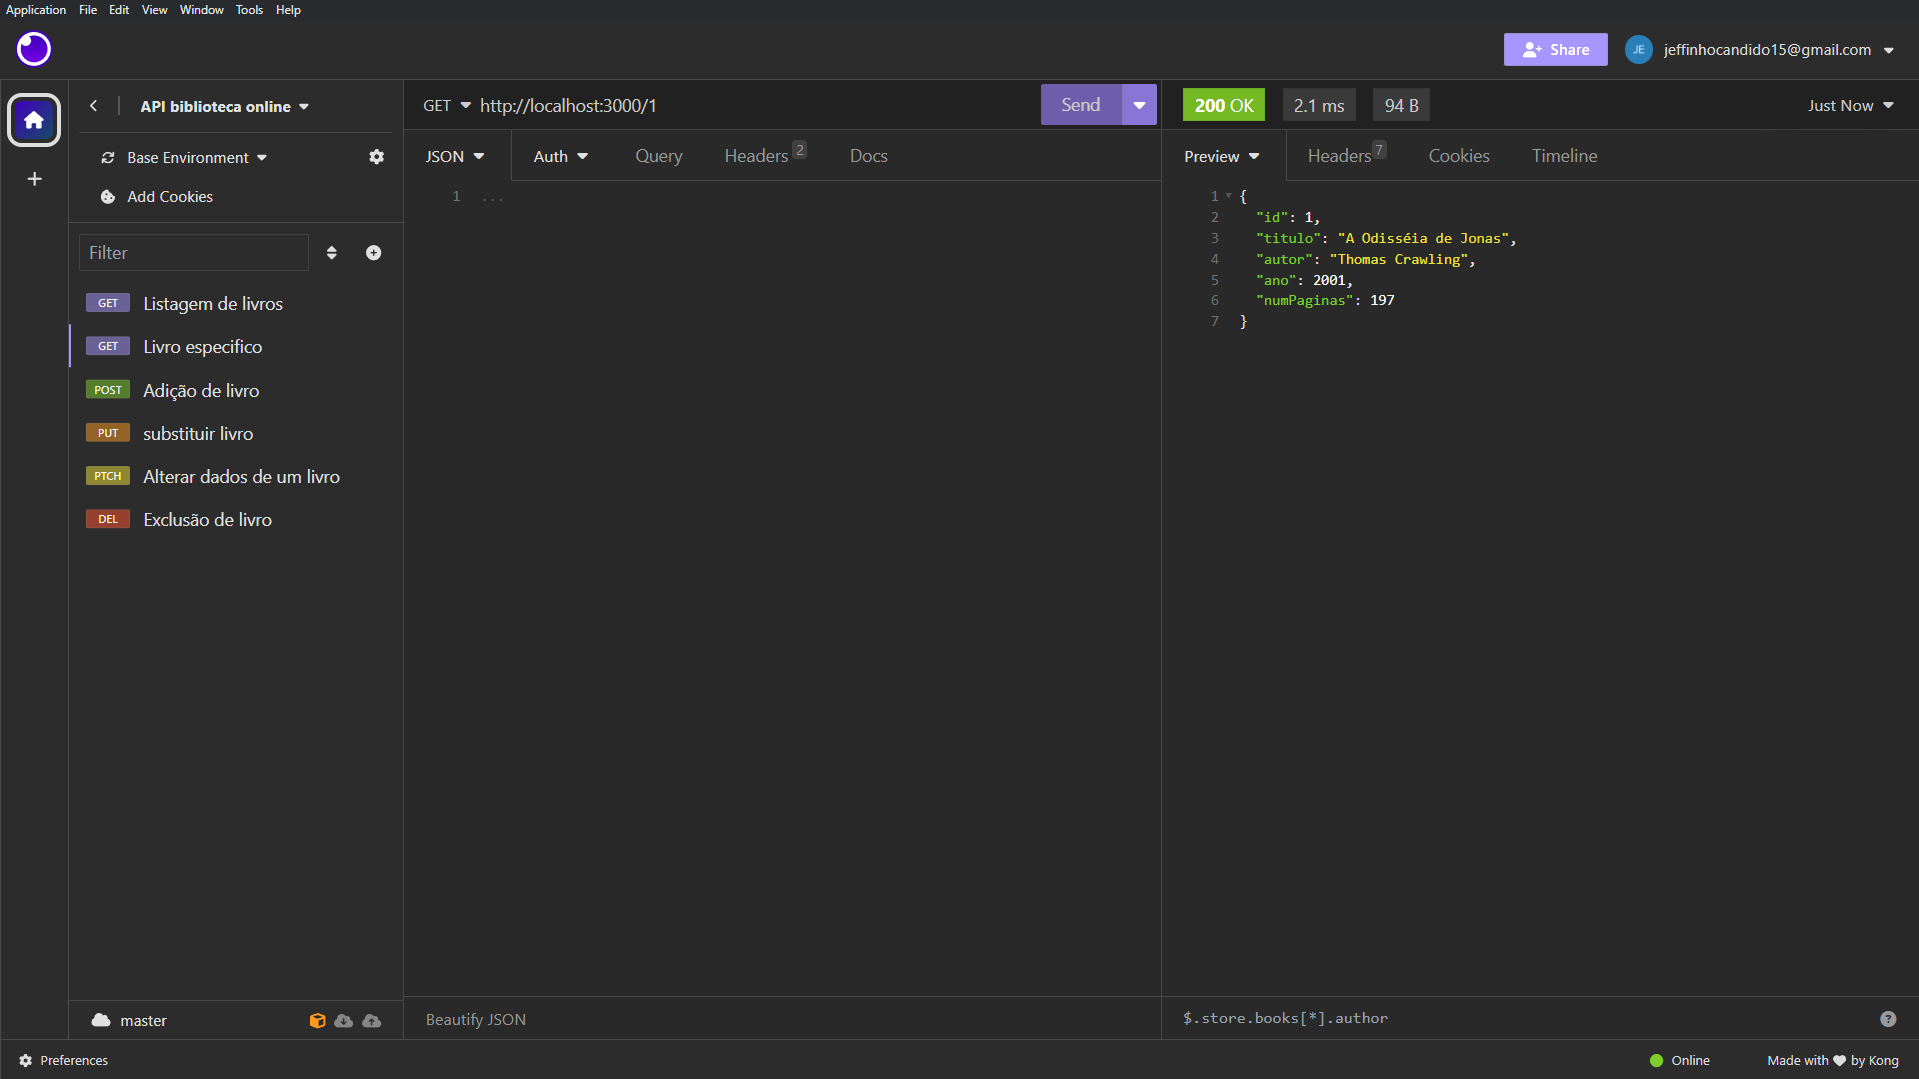 Application File Edit View Window Tools Help
Share
JE
jeffinhocandido15@gmail.com
API biblioteca online
Base Environment
Add Cookies
Filter
GET Listagem de livros
GET Livro especifico
POST Adição de livro
PUT substituir livro
PTCH Alterar dados de um livro
DEL Exclusão de livro
master
GET http://localhost:3000/1 Send
JSON Auth Query Headers 2 Docs
1 ...
Beautify JSON
200 OK 2.1 ms 94 B Just Now
Preview Headers 7 Cookies Timeline
1 {
2 "id": 1,
3 "titulo": "A Odisséia de Jonas",
4 "autor": "Thomas Crawling",
5 "ano": 2001,
6 "numPaginas": 197
7 }
$.store.books[*].author
?
Preferences
Online
Made with ♥ by Kong